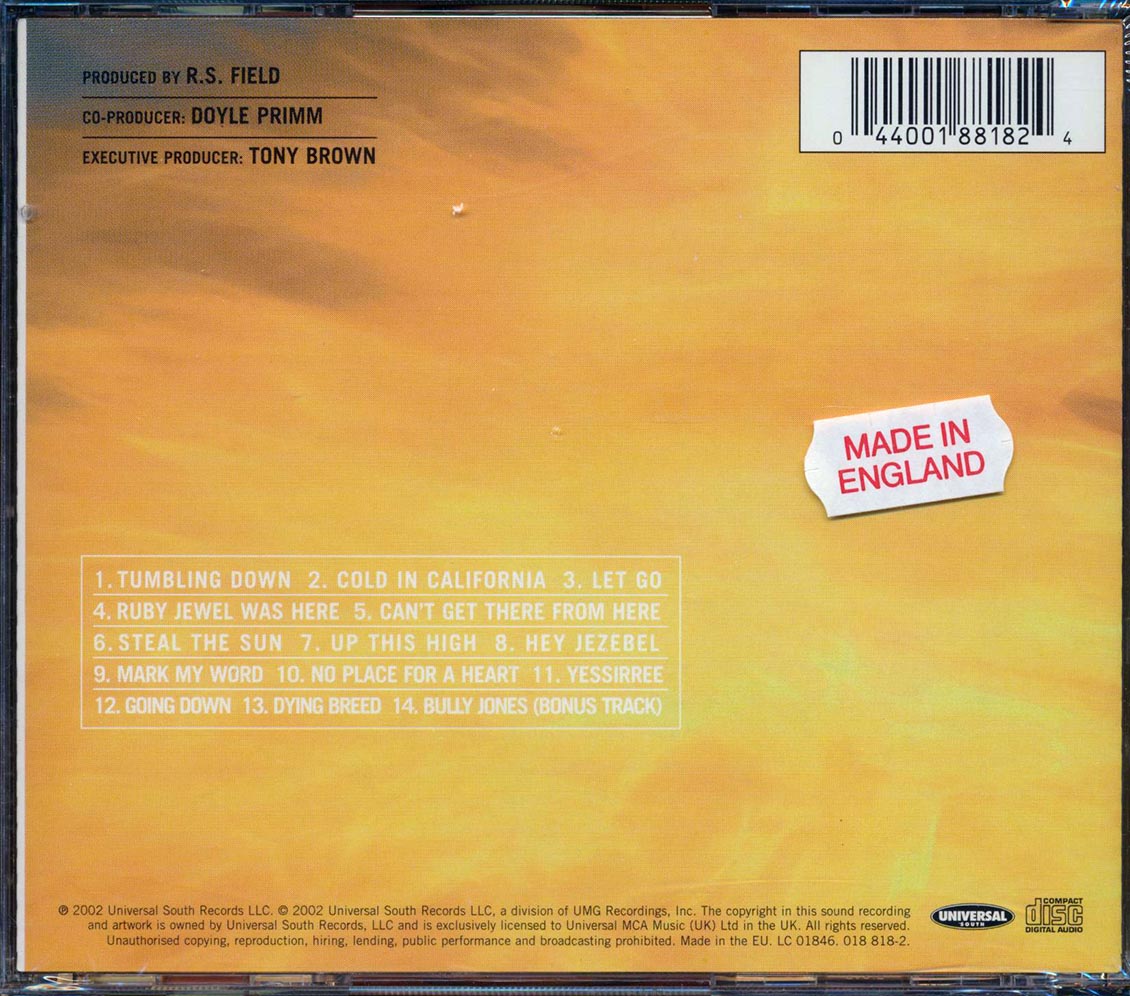 PRODUCED BY R.S. FIELD
CO-PRODUCER: DOYLE PRIMM
EXECUTIVE PRODUCER: TONY BROWN
0 44001 88182 4
MADE IN
ENGLAND
1. TUMBLING DOWN 2. COLD IN CALIFORNIA 3. LET GO
4. RUBY JEWEL WAS HERE 5. CAN'T GET THERE FROM HERE
6. STEAL THE SUN 7. UP THIS HIGH 8. HEY JEZEBEL
9. MARK MY WORD 10. NO PLACE FOR A HEART 11. YESSIRREE
12. GOING DOWN 13. DYING BREED 14. BULLY JONES (BONUS TRACK)
℗ 2002 Universal South Records LLC. © 2002 Universal South Records LLC, a division of UMG Recordings, Inc. The copyright in this sound recording
and artwork is owned by Universal South Records, LLC and is exclusively licensed to Universal MCA Music (UK) Ltd in the UK. All rights reserved.
Unauthorised copying, reproduction, hiring, lending, public performance and broadcasting prohibited. Made in the EU. LC 01846. 018 818-2.
UNIVERSAL
SOUTH
COMPACT
disc
DIGITAL AUDIO